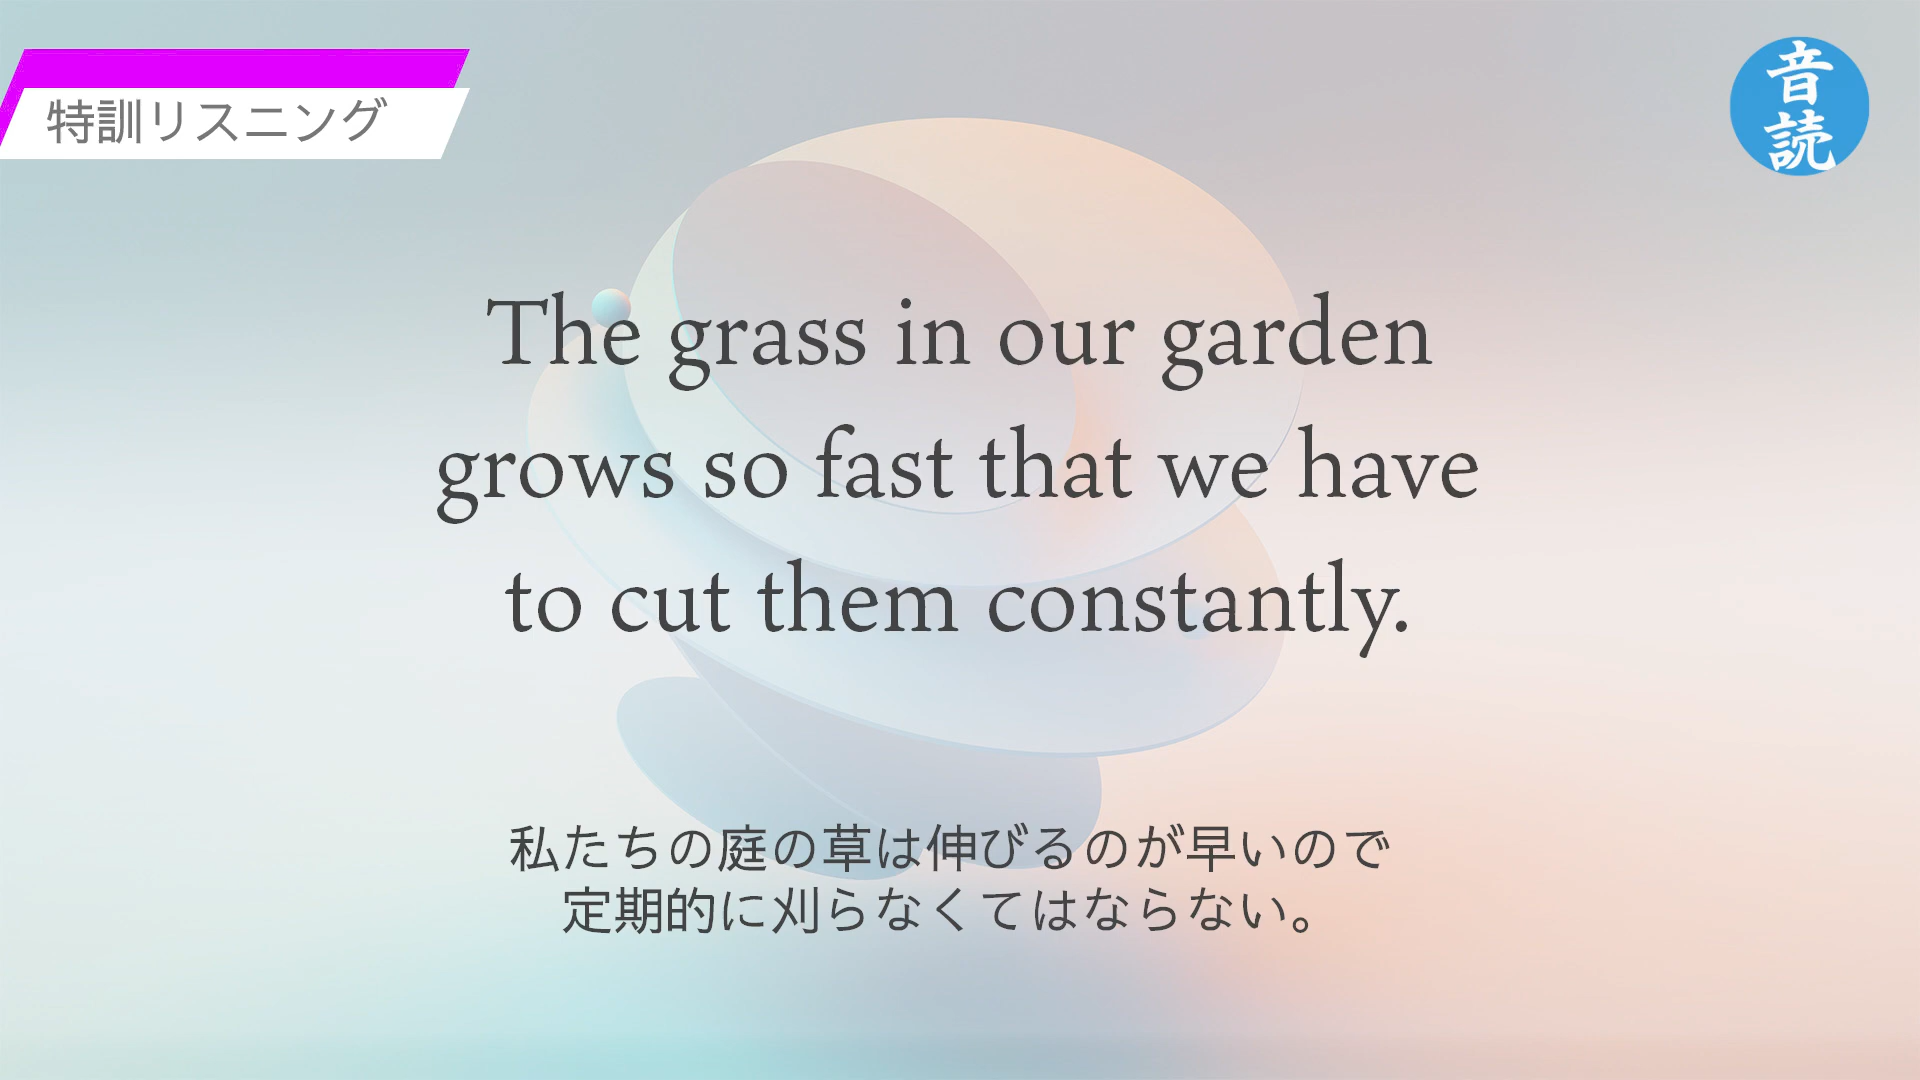 特訓リスニング
音
読
The grass in our garden
grows so fast that we have
to cut them constantly.
私たちの庭の草は伸びるのが早いので
定期的に刈らなくてはならない。